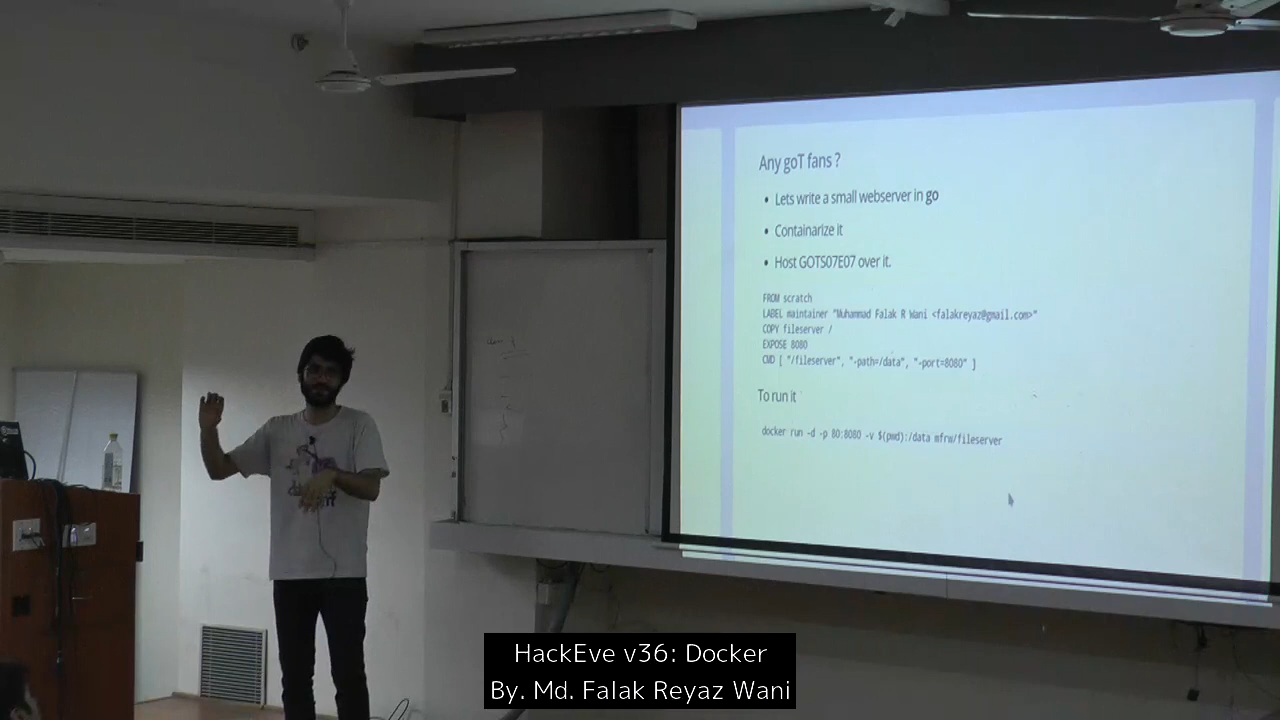 Any goT fans ?
• Lets write a small webserver in go
• Containarize it
• Host GOTS07E07 over it.
FROM scratch
LABEL maintainer "Muhammad Falak R Wani <falakreyaz@gmail.com>"
COPY fileserver /
EXPOSE 8080
CMD [ "/fileserver", "-path=/data", "-port=8080" ]
To run it
docker run -d -p 80:8080 -v $(pwd):/data mfrw/fileserver
HackEve v36: Docker
By. Md. Falak Reyaz Wani